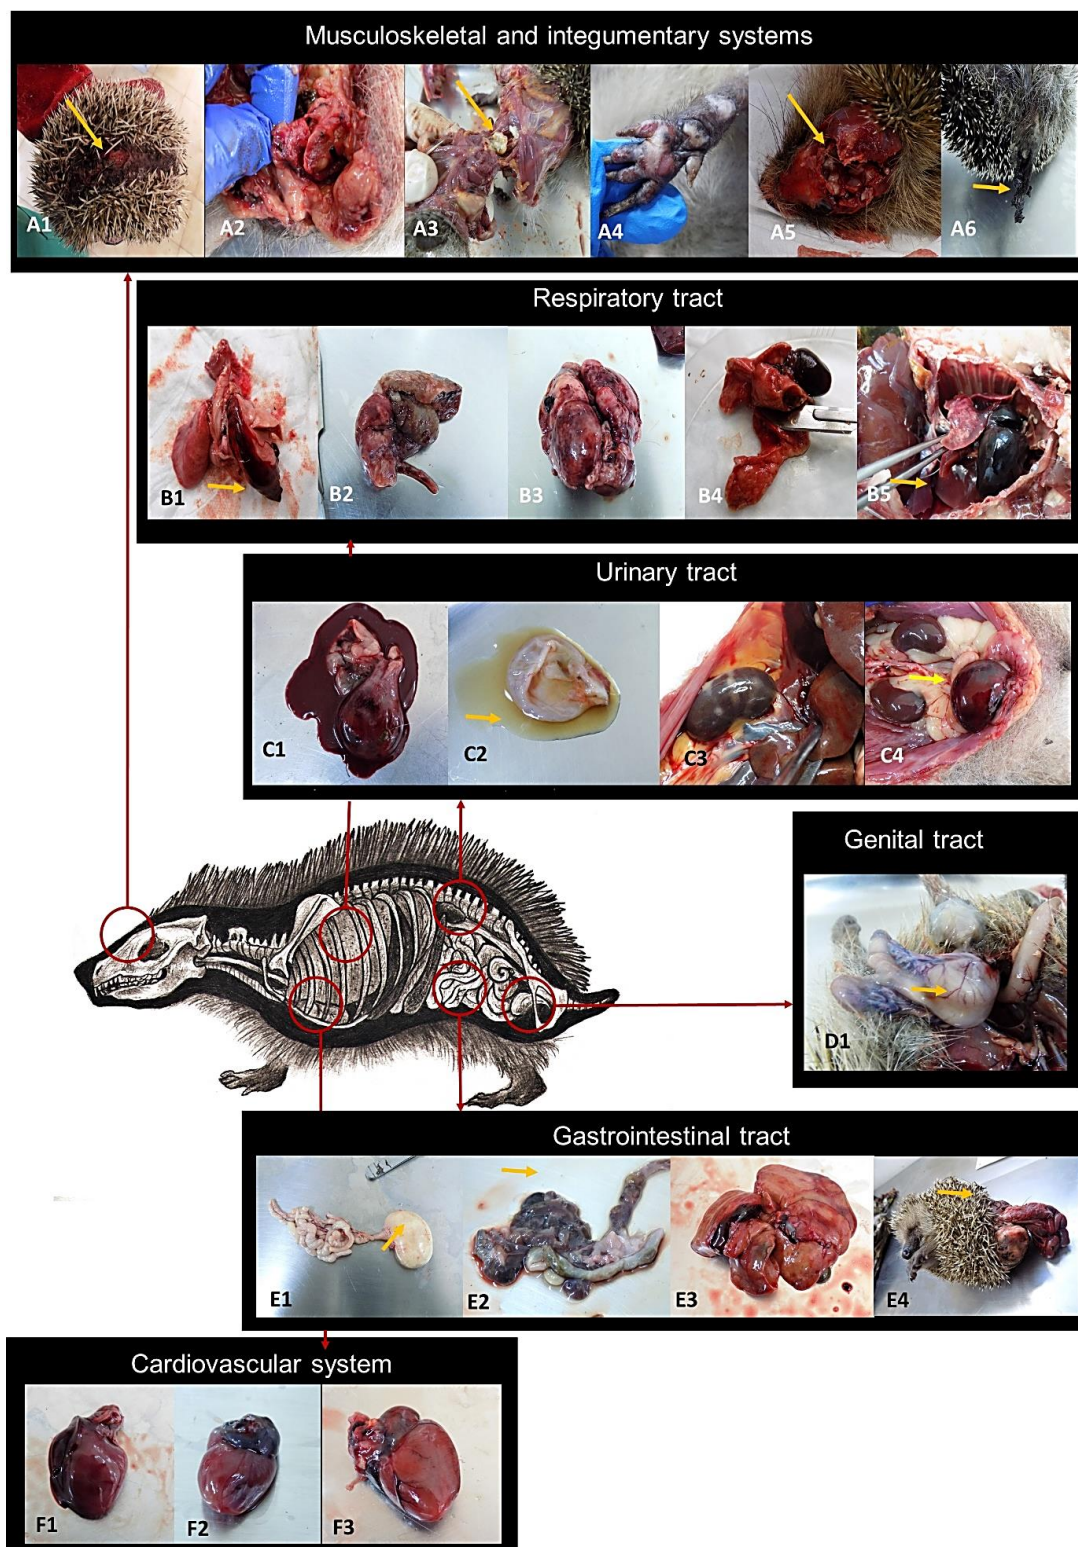 Musculoskeletal and integumentary systems
A1
A2
A3
A4
A5
A6
Respiratory tract
B1
B2
B3
B4
B5
Urinary tract
C1
C2
C3
C4
Genital tract
D1
Gastrointestinal tract
E1
E2
E3
E4
Cardiovascular system
F1
F2
F3